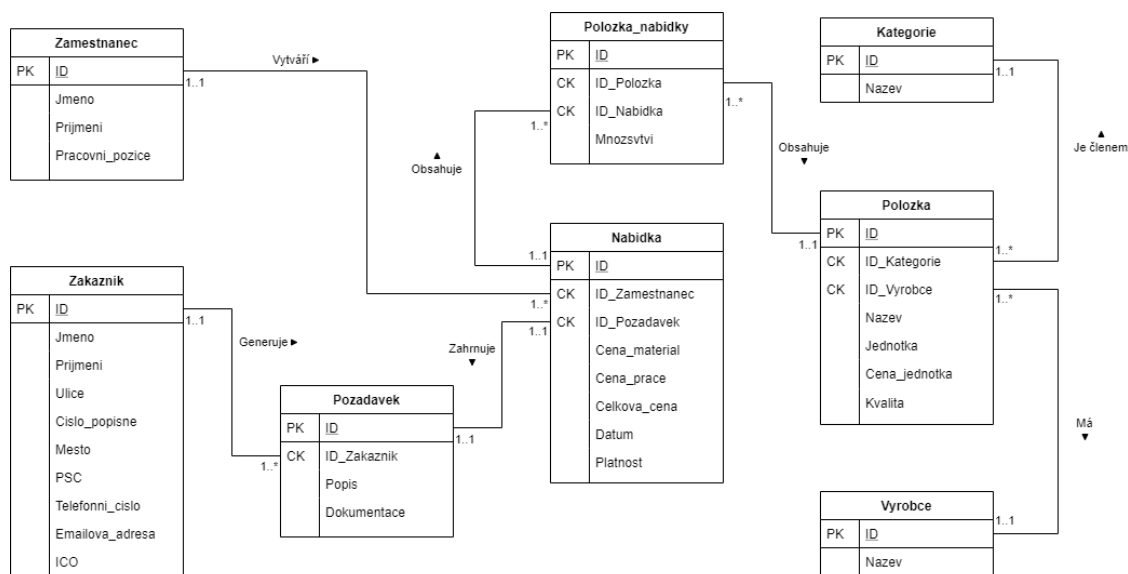 Zamestnanec
PK ID
Jmeno
Prijmeni
Pracovni_pozice
1..1
Vytváří ►
Polozka_nabidky
PK ID
CK ID_Polozka
CK ID_Nabidka
Mnozsvtvi
1..*
1..*
▲
Obsahuje
Obsahuje
▼
Kategorie
PK ID
Nazev
1..1
▲
Je členem
Polozka
PK ID
CK ID_Kategorie
CK ID_Vyrobce
Nazev
Jednotka
Cena_jednotka
Kvalita
1..1
1..*
1..*
Nabidka
PK ID
CK ID_Zamestnanec
CK ID_Pozadavek
Cena_material
Cena_prace
Celkova_cena
Datum
Platnost
1..1
1..*
1..1
Zakaznik
PK ID
Jmeno
Prijmeni
Ulice
Cislo_popisne
Mesto
PSC
Telefonni_cislo
Emailova_adresa
ICO
1..1
Generuje ►
Zahrnuje
▼
Pozadavek
PK ID
CK ID_Zakaznik
Popis
Dokumentace
1..*
1..1
Má
▼
Vyrobce
PK ID
Nazev
1..1